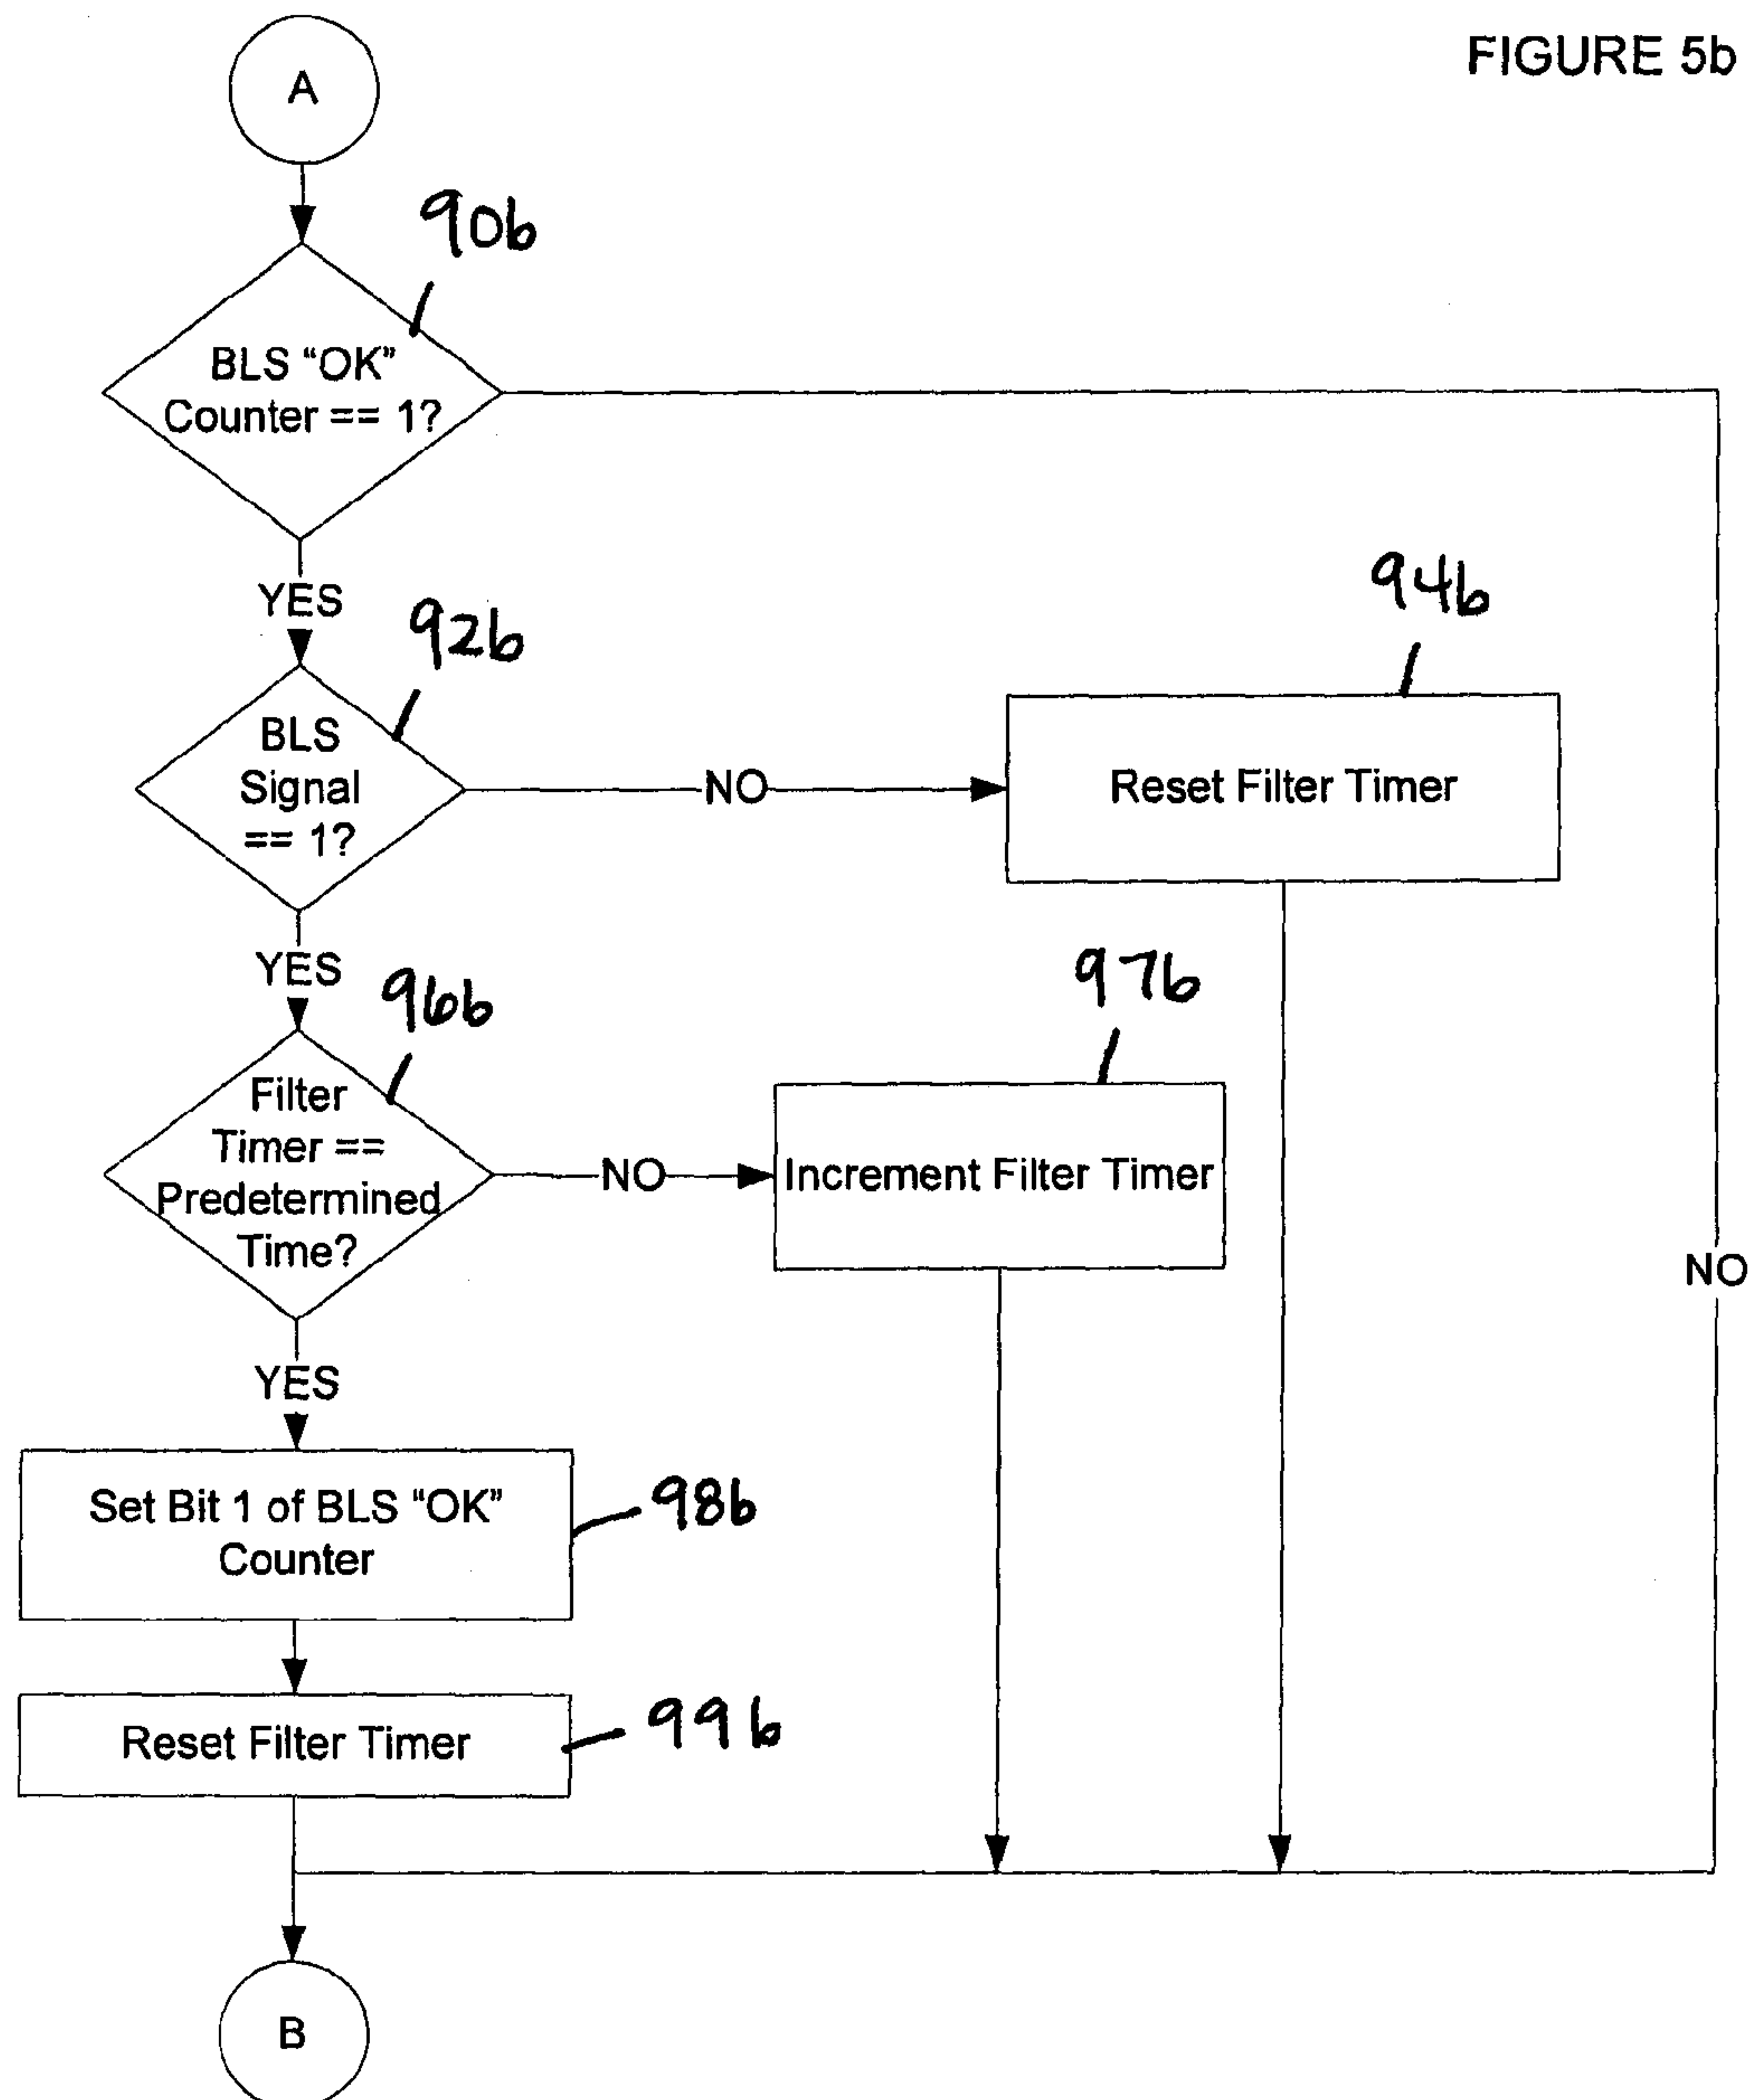 FIGURE 5b
A
90b
BLS “OK”
Counter == 1?
YES
92b
94b
BLS
Signal
== 1?
NO
Reset Filter Timer
YES
96b
97b
Filter
Timer ==
Predetermined
Time?
NO
Increment Filter Timer
NO
YES
Set Bit 1 of BLS “OK”
Counter
98b
Reset Filter Timer
99b
B